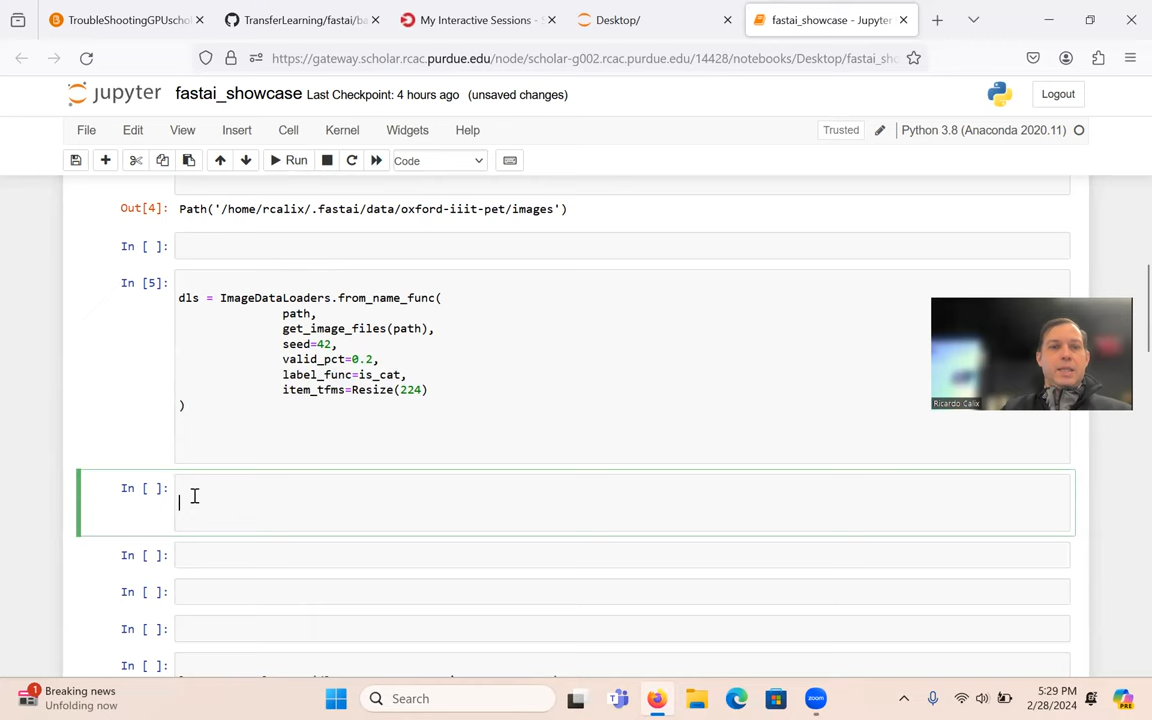 TroubleShootingGPUschol
TransferLearning/fastai/ba
My Interactive Sessions - S
Desktop/
fastai_showcase - Jupyter
https://gateway.scholar.rcac.purdue.edu/node/scholar-g002.rcac.purdue.edu/14428/notebooks/Desktop/fastai_sho
jupyter fastai_showcase Last Checkpoint: 4 hours ago (unsaved changes)
Logout
File Edit View Insert Cell Kernel Widgets Help
Trusted
Python 3.8 (Anaconda 2020.11)
Run
Code
Out[4]: Path('/home/rcalix/.fastai/data/oxford-iiit-pet/images')
In [ ]:
In [5]:
dls = ImageDataLoaders.from_name_func(
path,
get_image_files(path),
seed=42,
valid_pct=0.2,
label_func=is_cat,
item_tfms=Resize(224)
)
Ricardo Calix
In [ ]:
In [ ]:
In [ ]:
In [ ]:
In [ ]:
1
Breaking news
Unfolding now
Search
zoom
5:29 PM
2/28/2024
PRE